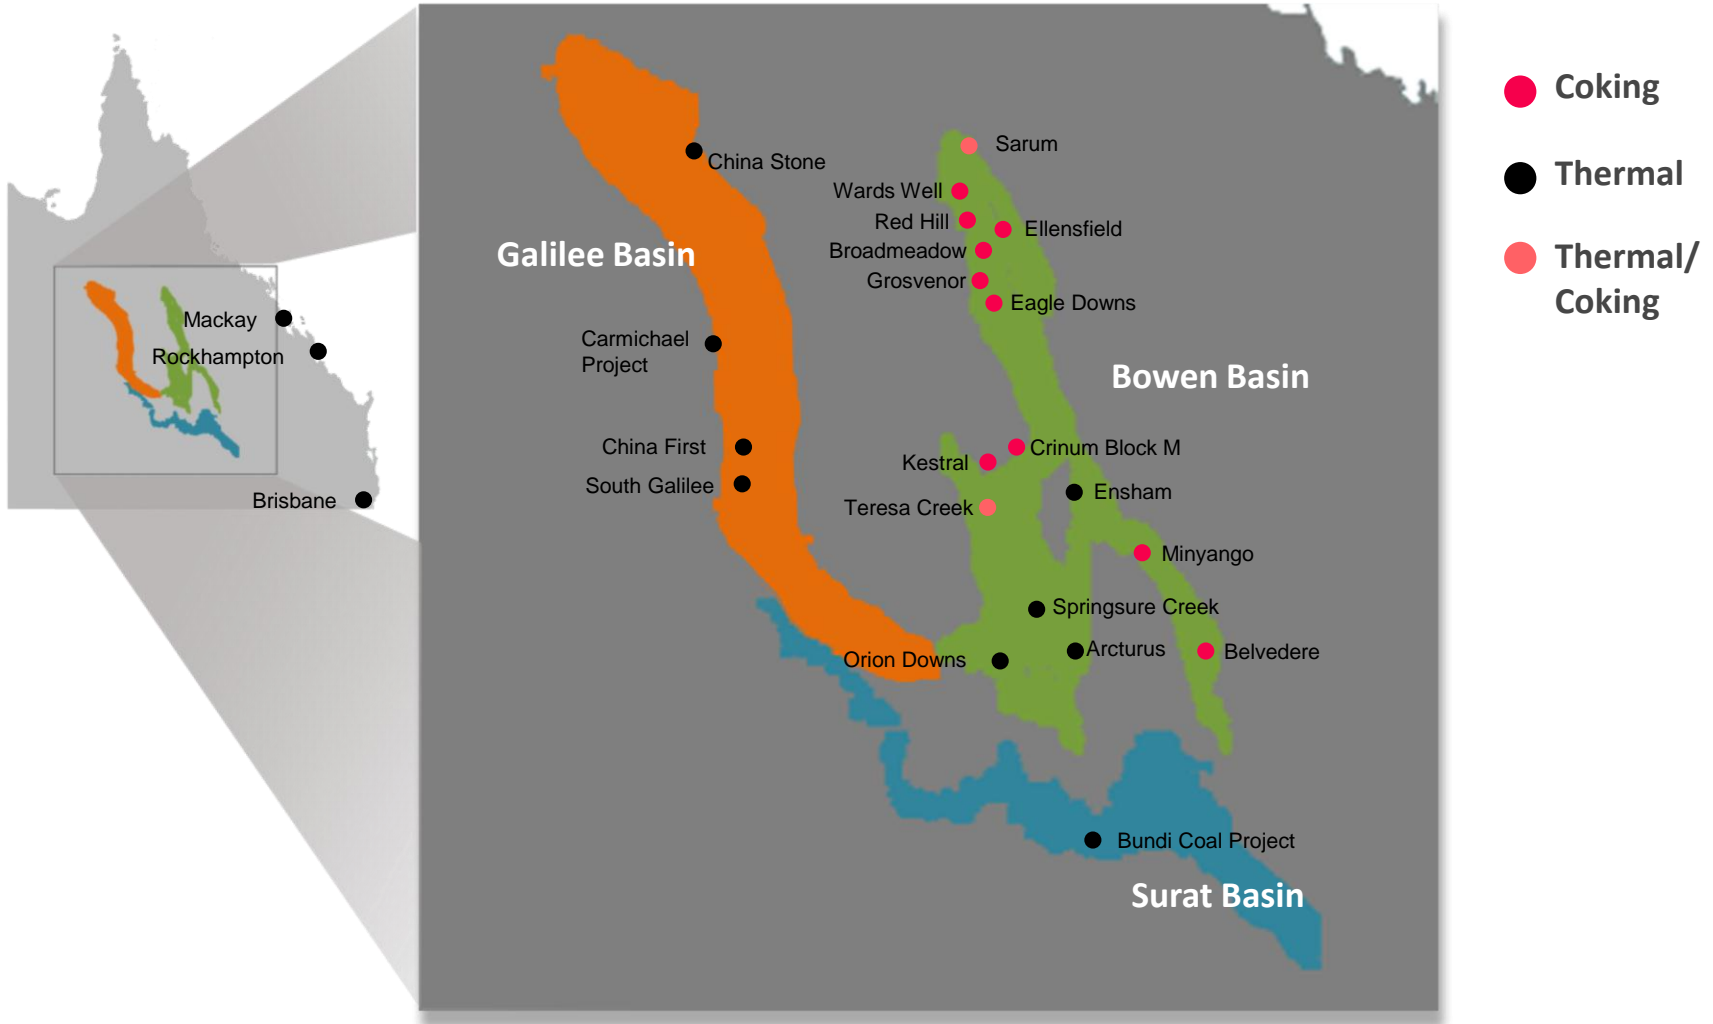 Mackay
Rockhampton
Brisbane
Galilee Basin
China Stone
Carmichael
Project
China First
South Galilee
Sarum
Wards Well
Red Hill
Ellensfield
Broadmeadow
Grosvenor
Eagle Downs
Bowen Basin
Crinum Block M
Kestral
Ensham
Teresa Creek
Minyango
Springsure Creek
Arcturus
Belvedere
Orion Downs
Bundi Coal Project
Surat Basin
Coking
Thermal
Thermal/
Coking